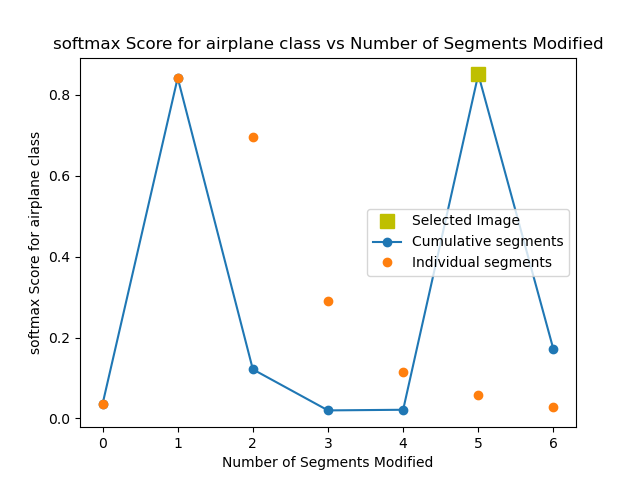 softmax Score for airplane class vs Number of Segments Modified
softmax Score for airplane class
0.8
0.6
0.4
0.2
0.0
Selected Image
Cumulative segments
Individual segments
0 1 2 3 4 5 6
Number of Segments Modified